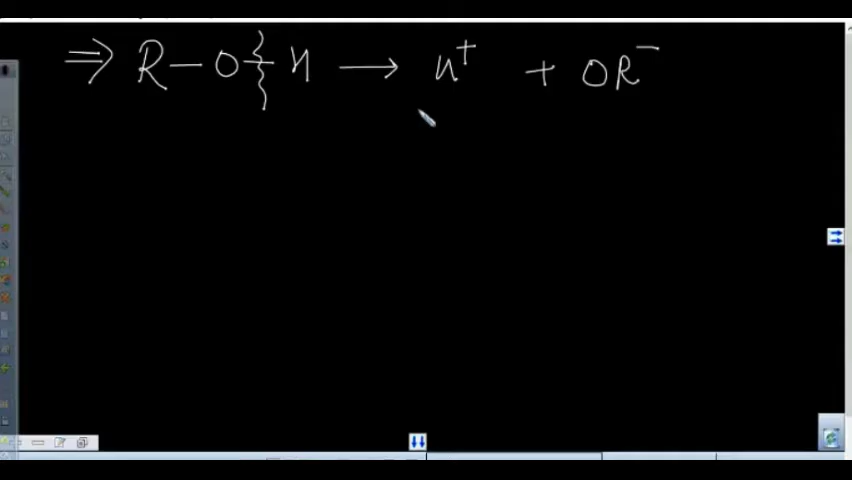 ⇒ R-O-H → H⁺ + OR⁻